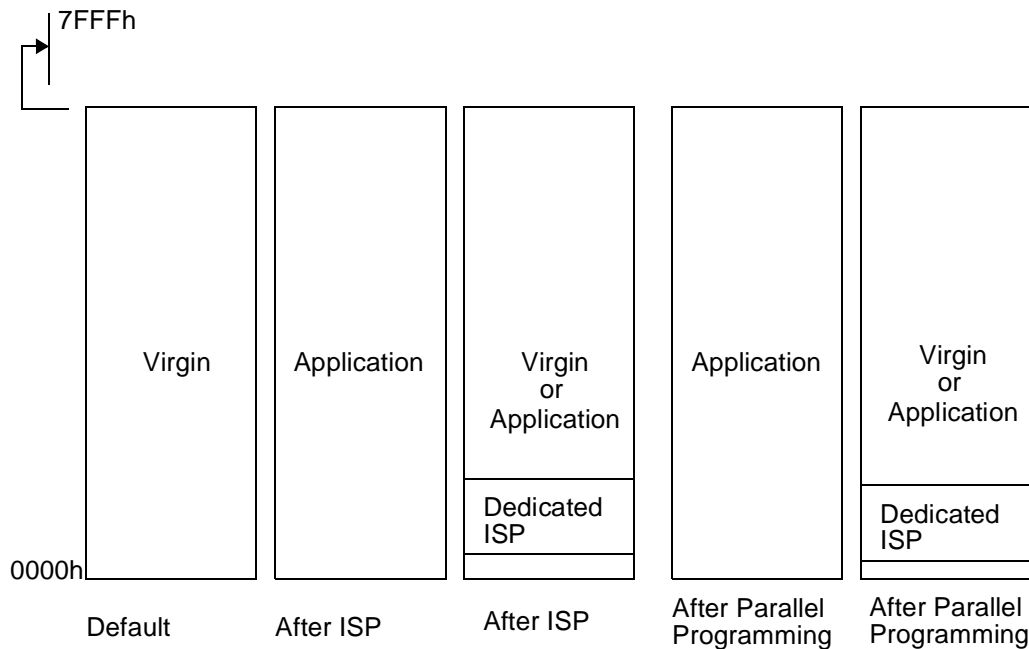 7FFFh
Virgin
Application
Virgin
or
Application
Application
Virgin
or
Application
Dedicated
ISP
Dedicated
ISP
0000h
Default
After ISP
After ISP
After Parallel
Programming
After Parallel
Programming